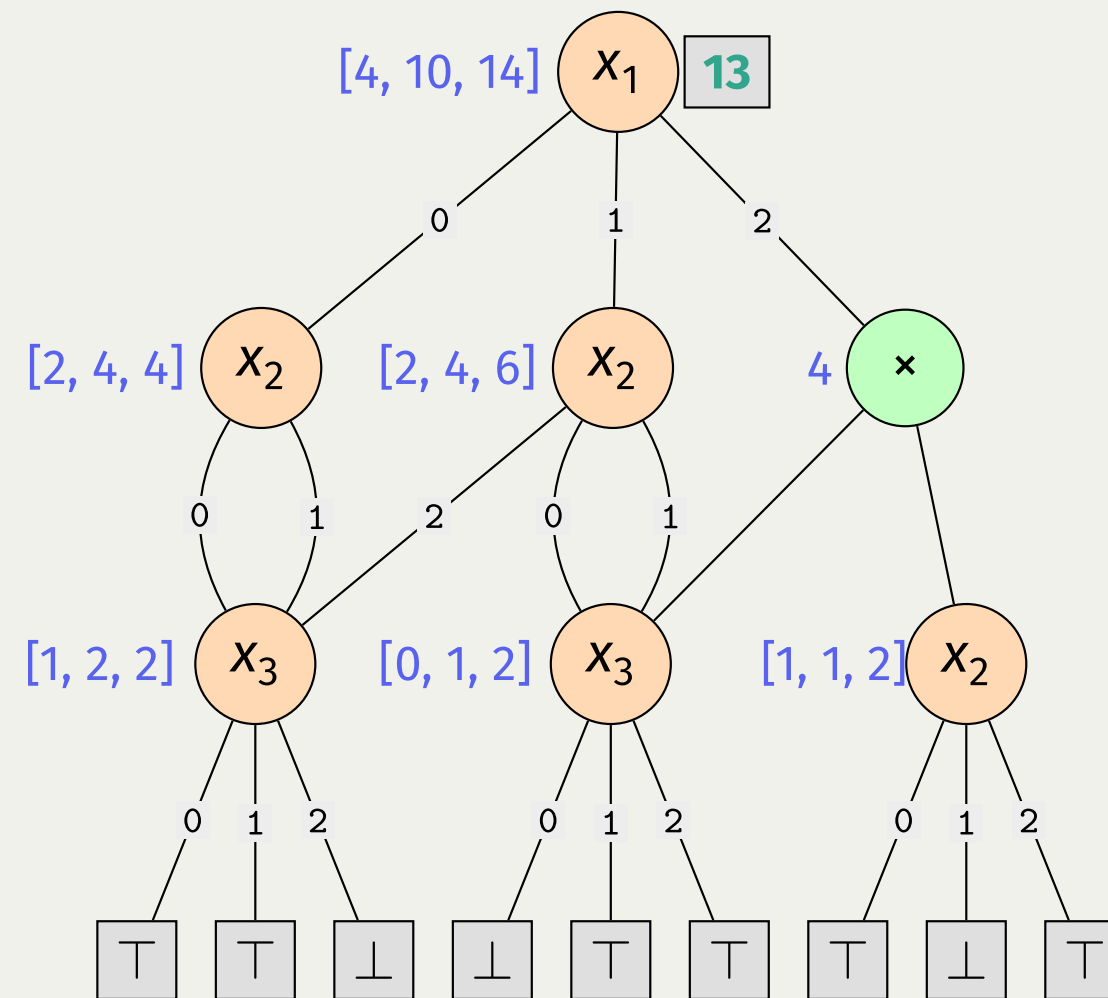 [4, 10, 14] x₁ 13
0 1 2
[2, 4, 4] x₂ [2, 4, 6] x₂ 4 ×
0 1 2 0 1
[1, 2, 2] x₃ [0, 1, 2] x₃ [1, 1, 2] x₂
0 1 2 0 1 2 0 1 2
⊤ ⊤ ⊥ ⊥ ⊤ ⊤ ⊤ ⊥ ⊤